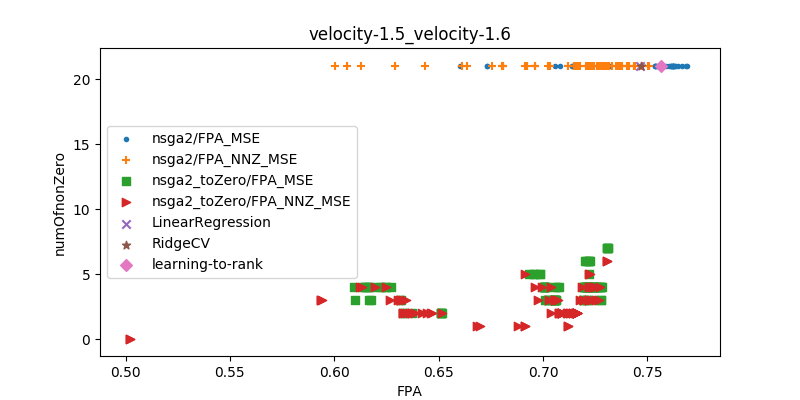 velocity-1.5_velocity-1.6
numOfnonZero
20
15
10
5
0
nsga2/FPA_MSE
nsga2/FPA_NNZ_MSE
nsga2_toZero/FPA_MSE
nsga2_toZero/FPA_NNZ_MSE
LinearRegression
RidgeCV
learning-to-rank
0.50 0.55 0.60 0.65 0.70 0.75
FPA